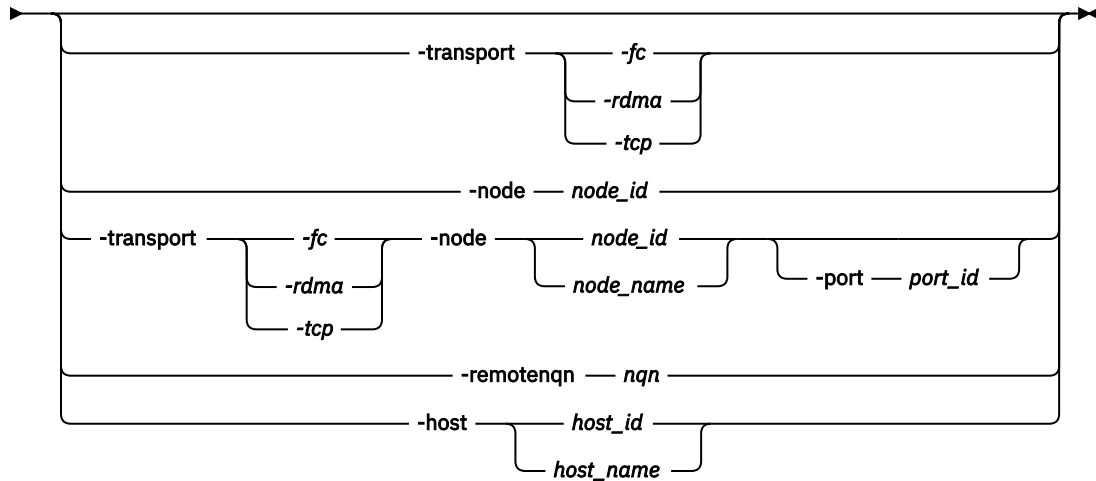 -transport -fc
-rdma
-tcp
-node node_id
-transport -fc -node node_id
-rdma node_name -port port_id
-tcp
-remotenqn nqn
-host host_id
host_name